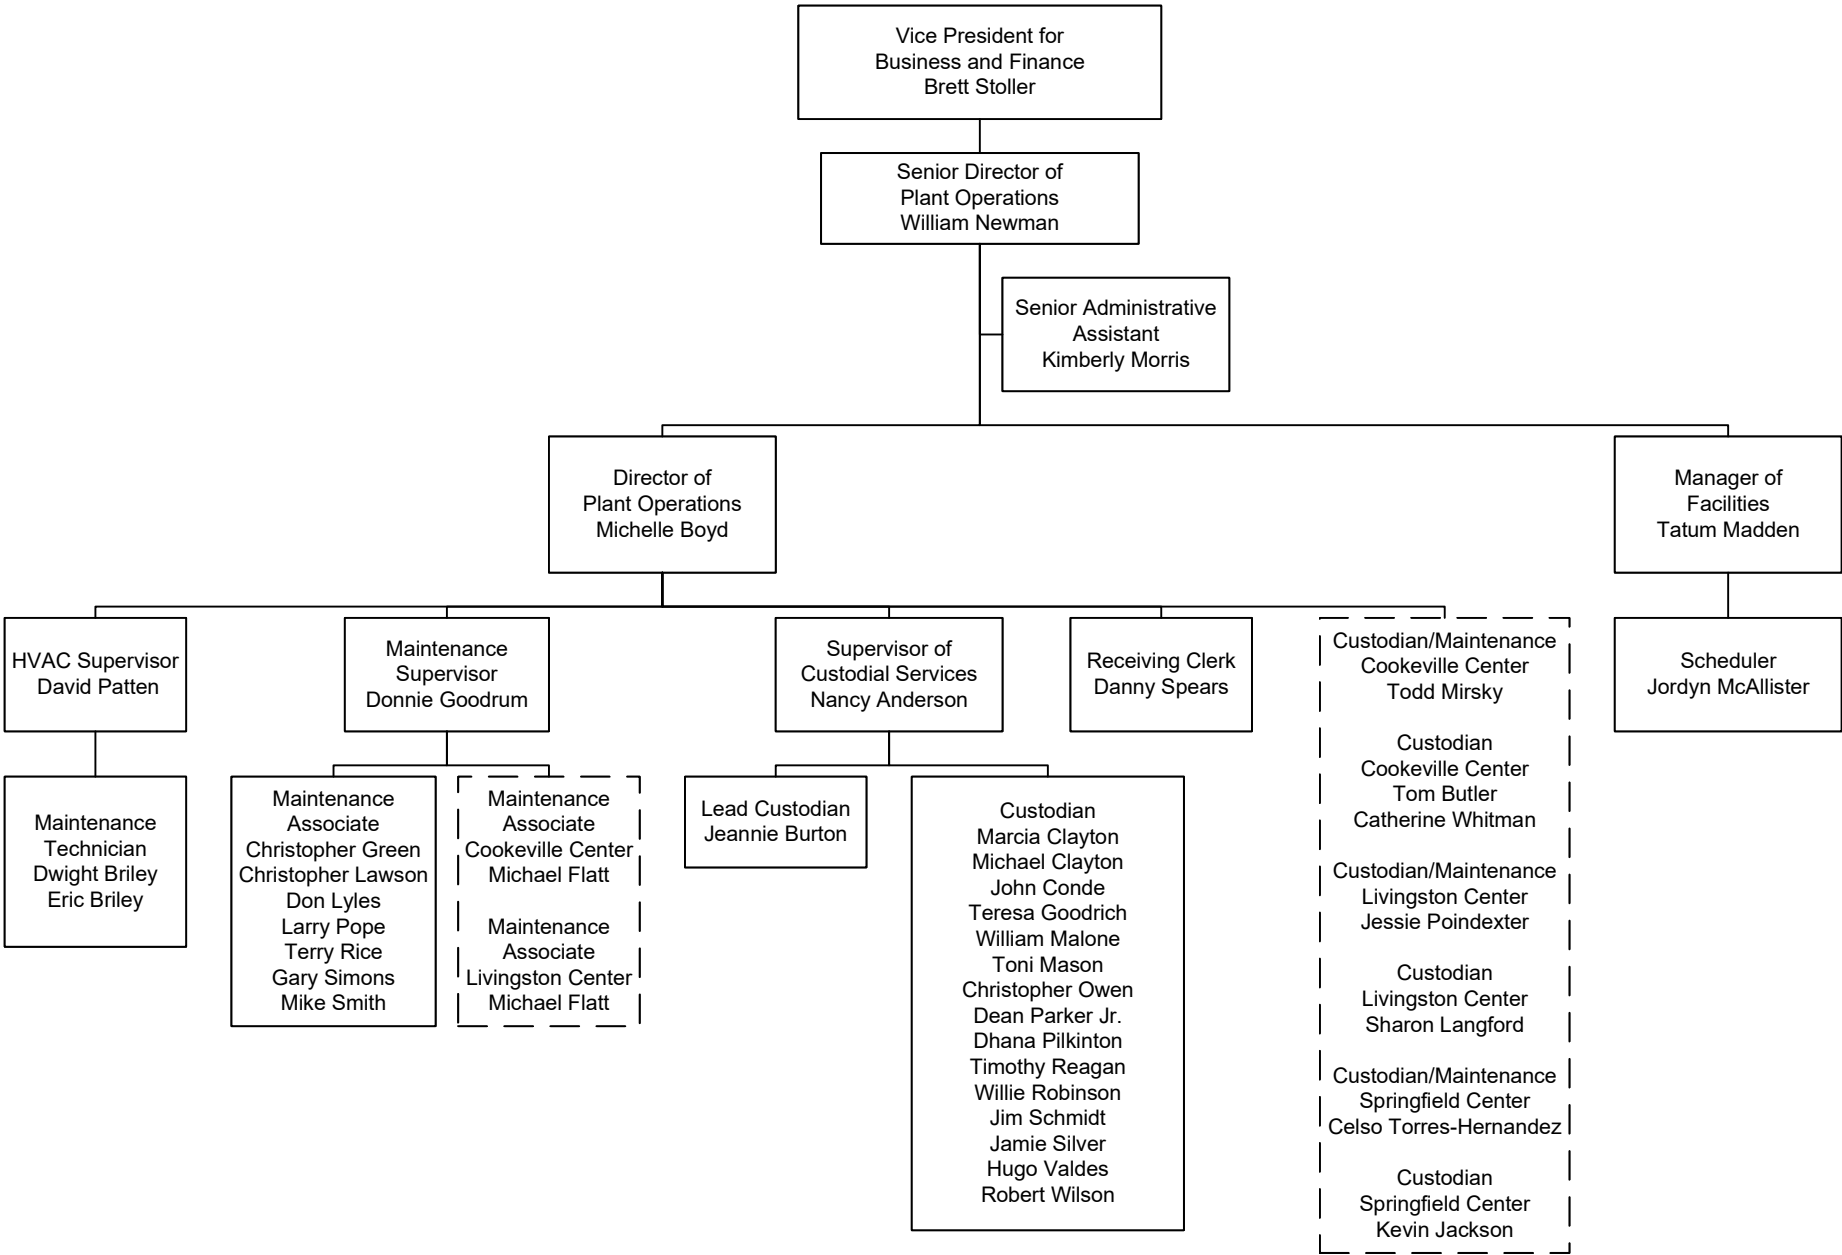 Vice President for
Business and Finance
Brett Stoller
Senior Director of
Plant Operations
William Newman
Senior Administrative
Assistant
Kimberly Morris
Director of
Plant Operations
Michelle Boyd
Manager of
Facilities
Tatum Madden
HVAC Supervisor
David Patten
Maintenance
Supervisor
Donnie Goodrum
Supervisor of
Custodial Services
Nancy Anderson
Receiving Clerk
Danny Spears
Custodian/Maintenance
Cookeville Center
Todd Mirsky
Custodian
Cookeville Center
Tom Butler
Catherine Whitman
Custodian/Maintenance
Livingston Center
Jessie Poindexter
Custodian
Livingston Center
Sharon Langford
Custodian/Maintenance
Springfield Center
Celso Torres-Hernandez
Custodian
Springfield Center
Kevin Jackson
Scheduler
Jordyn McAllister
Maintenance
Technician
Dwight Briley
Eric Briley
Maintenance
Associate
Christopher Green
Christopher Lawson
Don Lyles
Larry Pope
Terry Rice
Gary Simons
Mike Smith
Maintenance
Associate
Cookeville Center
Michael Flatt
Maintenance
Associate
Livingston Center
Michael Flatt
Lead Custodian
Jeannie Burton
Custodian
Marcia Clayton
Michael Clayton
John Conde
Teresa Goodrich
William Malone
Toni Mason
Christopher Owen
Dean Parker Jr.
Dhana Pilkinton
Timothy Reagan
Willie Robinson
Jim Schmidt
Jamie Silver
Hugo Valdes
Robert Wilson